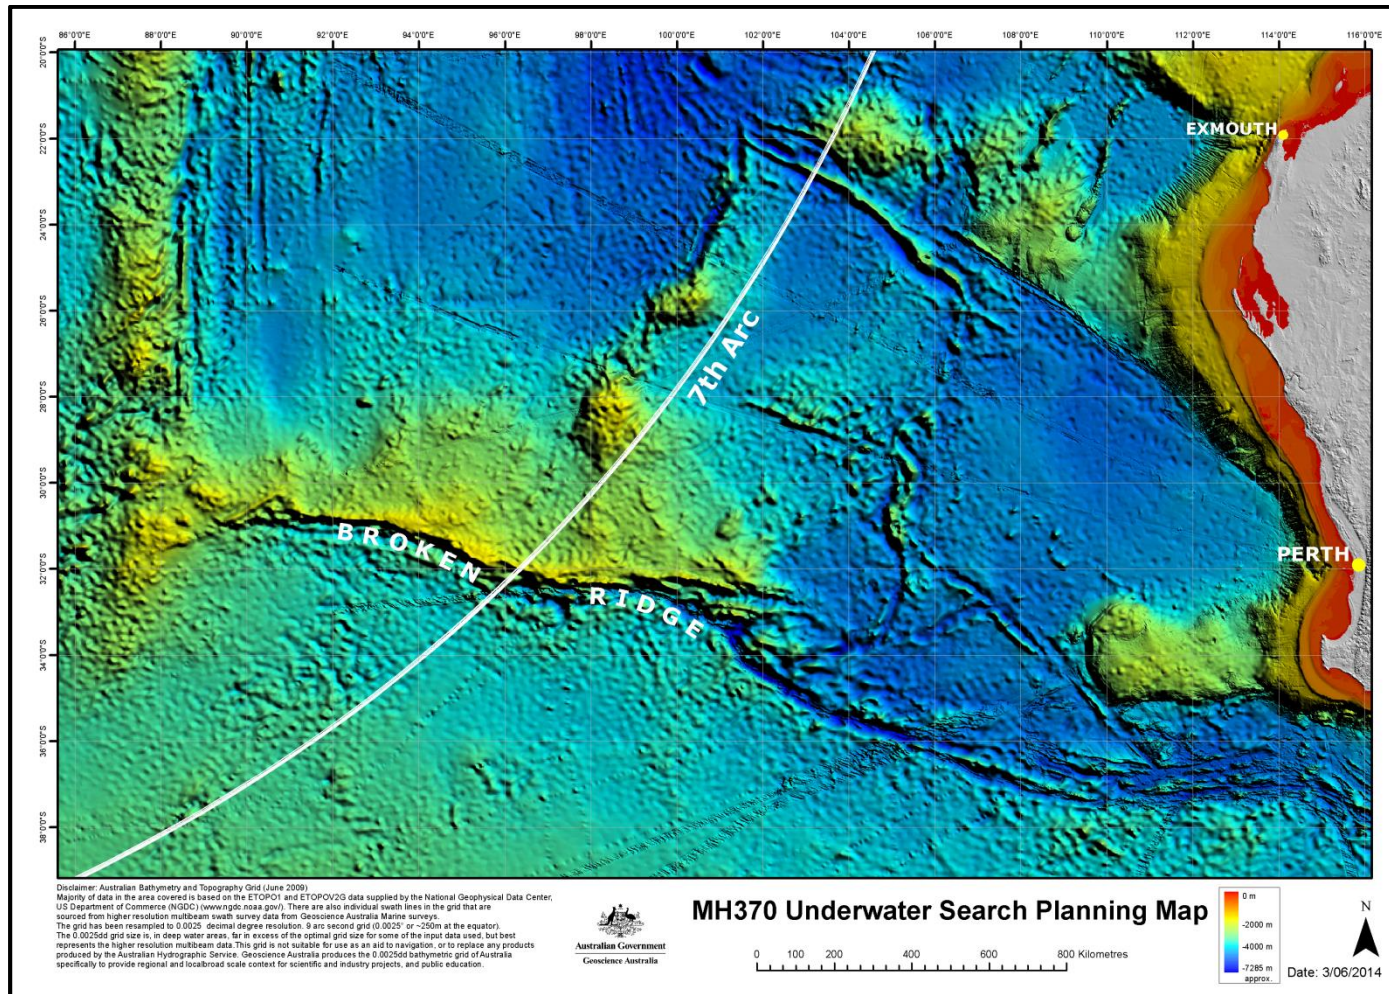 86°0'0"E 88°0'0"E 90°0'0"E 92°0'0"E 94°0'0"E 96°0'0"E 98°0'0"E 100°0'0"E 102°0'0"E 104°0'0"E 106°0'0"E 108°0'0"E 110°0'0"E 112°0'0"E 114°0'0"E 116°0'0"E
20°0'0"S
22°0'0"S
24°0'0"S
26°0'0"S
28°0'0"S
30°0'0"S
32°0'0"S
34°0'0"S
36°0'0"S
38°0'0"S
EXMOUTH
7th Arc
BROKEN
RIDGE
PERTH
Disclaimer: Australian Bathymetry and Topography Grid (June 2009)
Majority of data in the area covered is based on the ETOPO1 and ETOPOV2G data supplied by the National Geophysical Data Center,
US Department of Commerce (NGDC) (www.ngdc.noaa.gov/). There are also individual swath lines in the grid that are
sourced from higher resolution multibeam swath survey data from Geoscience Australia Marine surveys.
The grid has been resampled to 0.0025 decimal degree resolution. 9 arc second grid (0.0025° or ~250m at the equator).
The 0.0025dd grid size is, in deep water areas, far in excess of the optimal grid size for some of the input data used, but best
represents the higher resolution multibeam data.This grid is not suitable for use as an aid to navigation, or to replace any products
produced by the Australian Hydrographic Service. Geoscience Australia produces the 0.0025dd bathymetric grid of Australia
specifically to provide regional and localbroad scale context for scientific and industry projects, and public education.
Australian Government
Geoscience Australia
MH370 Underwater Search Planning Map
0 200 400 600 800 Kilometres
0 m
-2000 m
-4000 m
-7285 m
approx.
N
Date: 3/06/2014